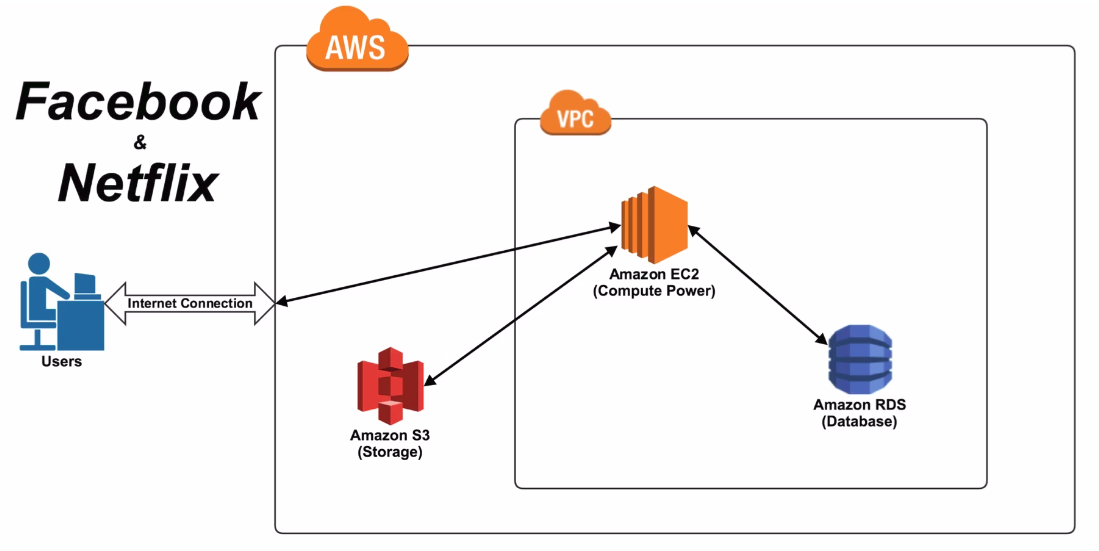 AWS
Facebook
&
Netflix
VPC
Amazon EC2
(Compute Power)
Internet Connection
Users
Amazon S3
(Storage)
Amazon RDS
(Database)